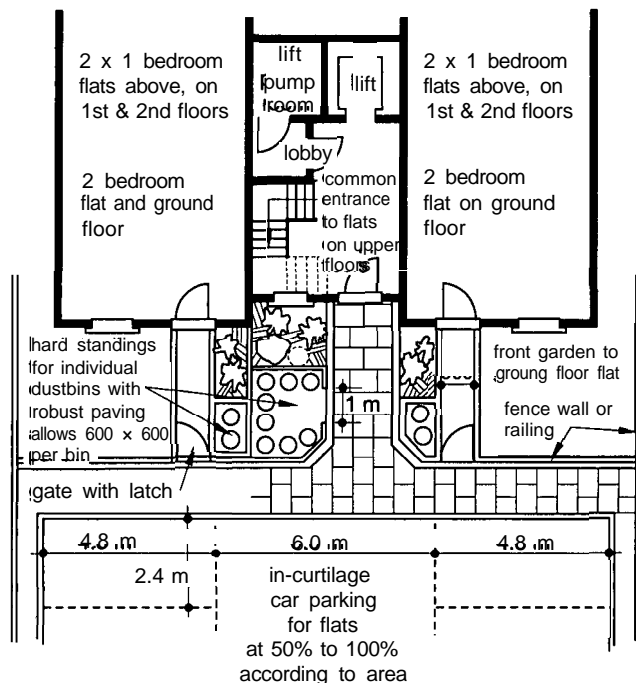 2 x 1 bedroom
flats above, on
1st & 2nd floors
2 bedroom
flat and ground
floor
lift
pump
room
lift
lobby
common
entrance
to flats
on upper
floors
2 x 1 bedroom
flats above, on
1st & 2nd floors
2 bedroom
flat on ground
floor
hard standings
for individual
dustbins with
robust paving
allows 600 × 600
per bin
gate with latch
1 m
front garden to
groung floor flat
fence wall or
railing
4.8 m
6.0 m
4.8 m
2.4 m
in-curtilage
car parking
for flats
at 50% to 100%
according to area